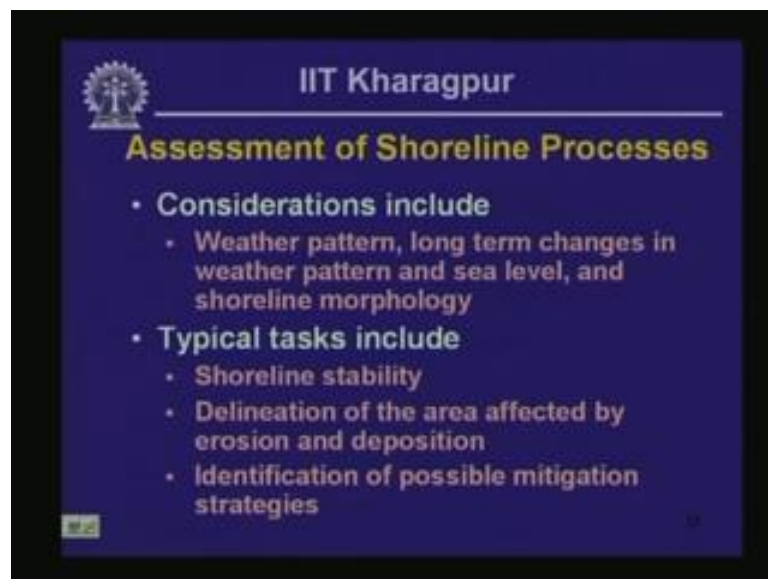 IIT Kharagpur
Assessment of Shoreline Processes
• Considerations include
• Weather pattern, long term changes in
weather pattern and sea level, and
shoreline morphology
• Typical tasks include
• Shoreline stability
• Delineation of the area affected by
erosion and deposition
• Identification of possible mitigation
strategies